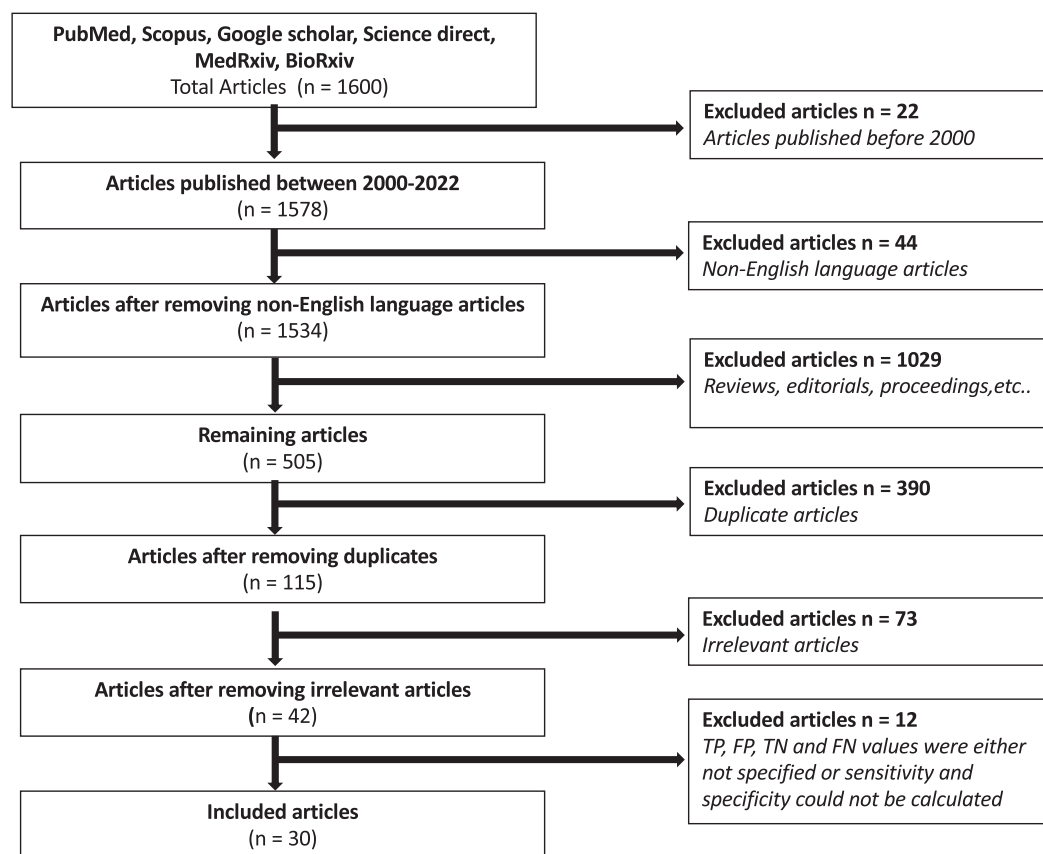 PubMed, Scopus, Google scholar, Science direct,
MedRxiv, BioRxiv
Total Articles (n = 1600)
Excluded articles n = 22
Articles published before 2000
Articles published between 2000-2022
(n = 1578)
Excluded articles n = 44
Non-English language articles
Articles after removing non-English language articles
(n = 1534)
Excluded articles n = 1029
Reviews, editorials, proceedings,etc..
Remaining articles
(n = 505)
Excluded articles n = 390
Duplicate articles
Articles after removing duplicates
(n = 115)
Excluded articles n = 73
Irrelevant articles
Articles after removing irrelevant articles
(n = 42)
Excluded articles n = 12
TP, FP, TN and FN values were either
not specified or sensitivity and
specificity could not be calculated
Included articles
(n = 30)